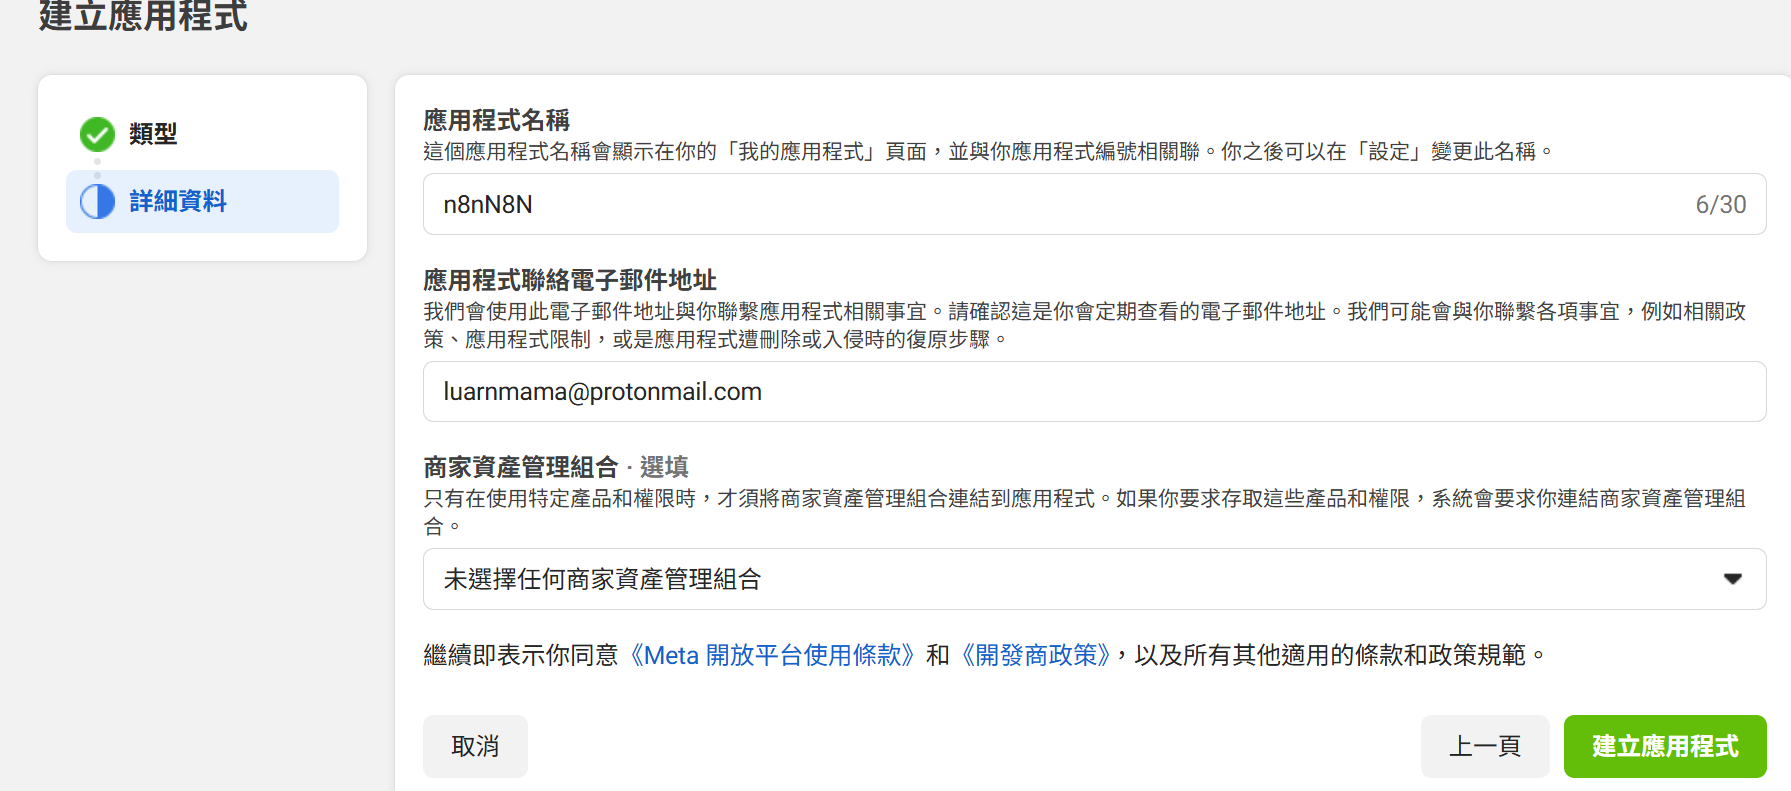 建立應用程式
類型
詳細資料
應用程式名稱
這個應用程式名稱會顯示在你的「我的應用程式」頁面，並與你應用程式編號相關聯。你之後可以在「設定」變更此名稱。
n8nN8N
6/30
應用程式聯絡電子郵件地址
我們會使用此電子郵件地址與你聯繫應用程式相關事宜。請確認這是你會定期查看的電子郵件地址。我們可能會與你聯繫各項事宜，例如相關政
策、應用程式限制，或是應用程式遭刪除或入侵時的復原步驟。
luarnmama@protonmail.com
商家資產管理組合 · 選填
只有在使用特定產品和權限時，才須將商家資產管理組合連結到應用程式。如果你要求存取這些產品和權限，系統會要求你連結商家資產管理組
合。
未選擇任何商家資產管理組合
繼續即表示你同意《Meta 開放平台使用條款》和《開發商政策》，以及所有其他適用的條款和政策規範。
取消
上一頁
建立應用程式